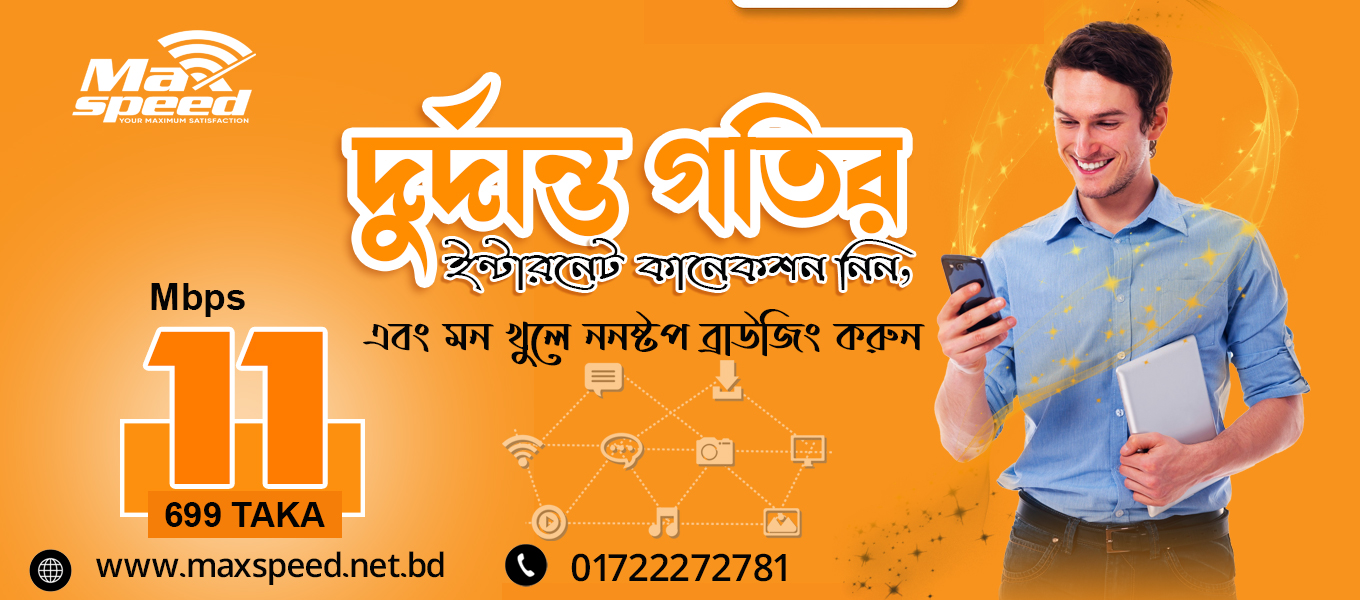 Max
speed
YOUR MAXIMUM SATISFACTION
দুর্দান্ত গতির
ইন্টারনেট কানেকশন নিন,
এবং মন খুলে ননস্টপ ব্রাউজিং করুন
Mbps
11
699 TAKA
www.maxspeed.net.bd
01722272781